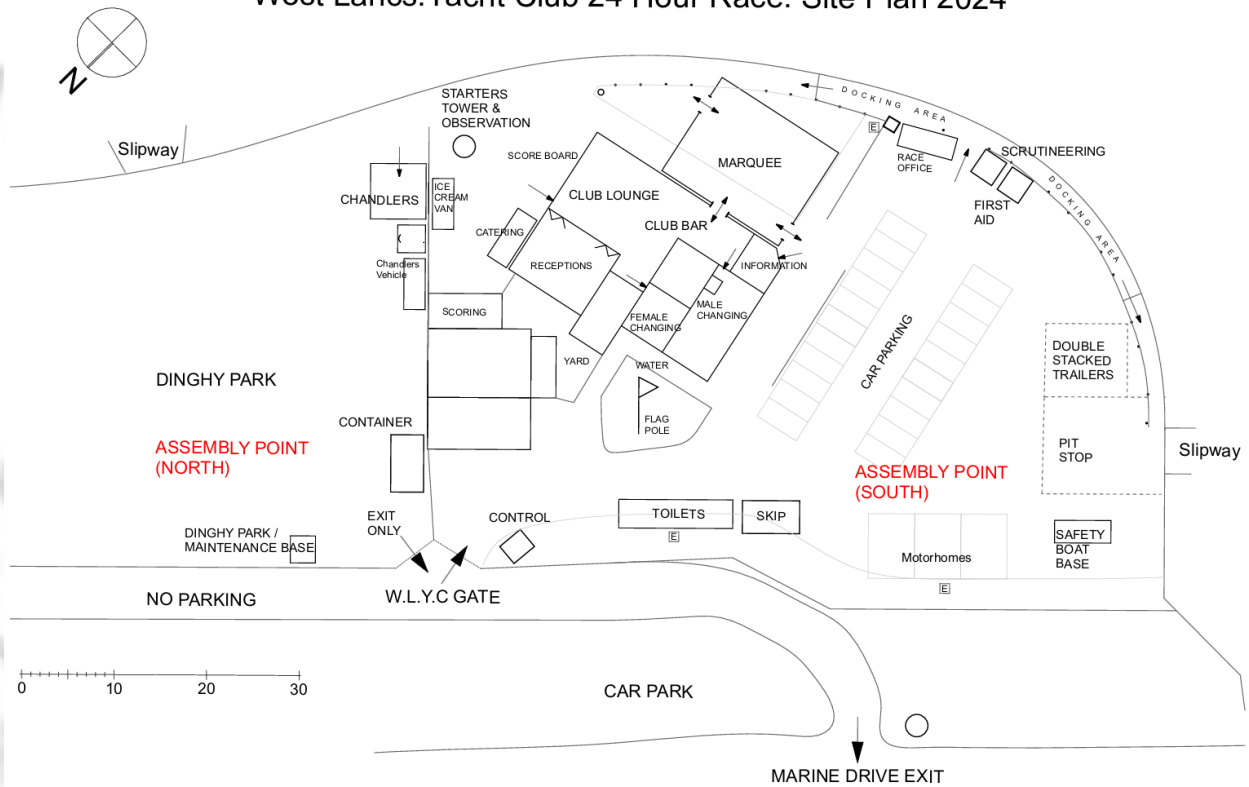 West Lancs.Yacht Club 24 Hour Race. Site Plan 2024
N
STARTERS
TOWER &
OBSERVATION
DOCKING AREA
Slipway
SCORE BOARD
MARQUEE
E
RACE
OFFICE
SCRUTINEERING
CHANDLERS
ICE
CREAM
VAN
CLUB LOUNGE
FIRST
AID
DOCKING AREA
CATERING
CLUB BAR
Chandlers
Vehicle
RECEPTIONS
INFORMATION
SCORING
FEMALE
CHANGING
MALE
CHANGING
YARD
WATER
CAR PARKING
DOUBLE
STACKED
TRAILERS
DINGHY PARK
FLAG
POLE
CONTAINER
ASSEMBLY POINT
(NORTH)
PIT
STOP
Slipway
ASSEMBLY POINT
(SOUTH)
EXIT
ONLY
CONTROL
TOILETS
SKIP
E
DINGHY PARK /
MAINTENANCE BASE
SAFETY
BOAT
BASE
Motorhomes
E
NO PARKING
W.L.Y.C GATE
0 10 20 30
CAR PARK
MARINE DRIVE EXIT